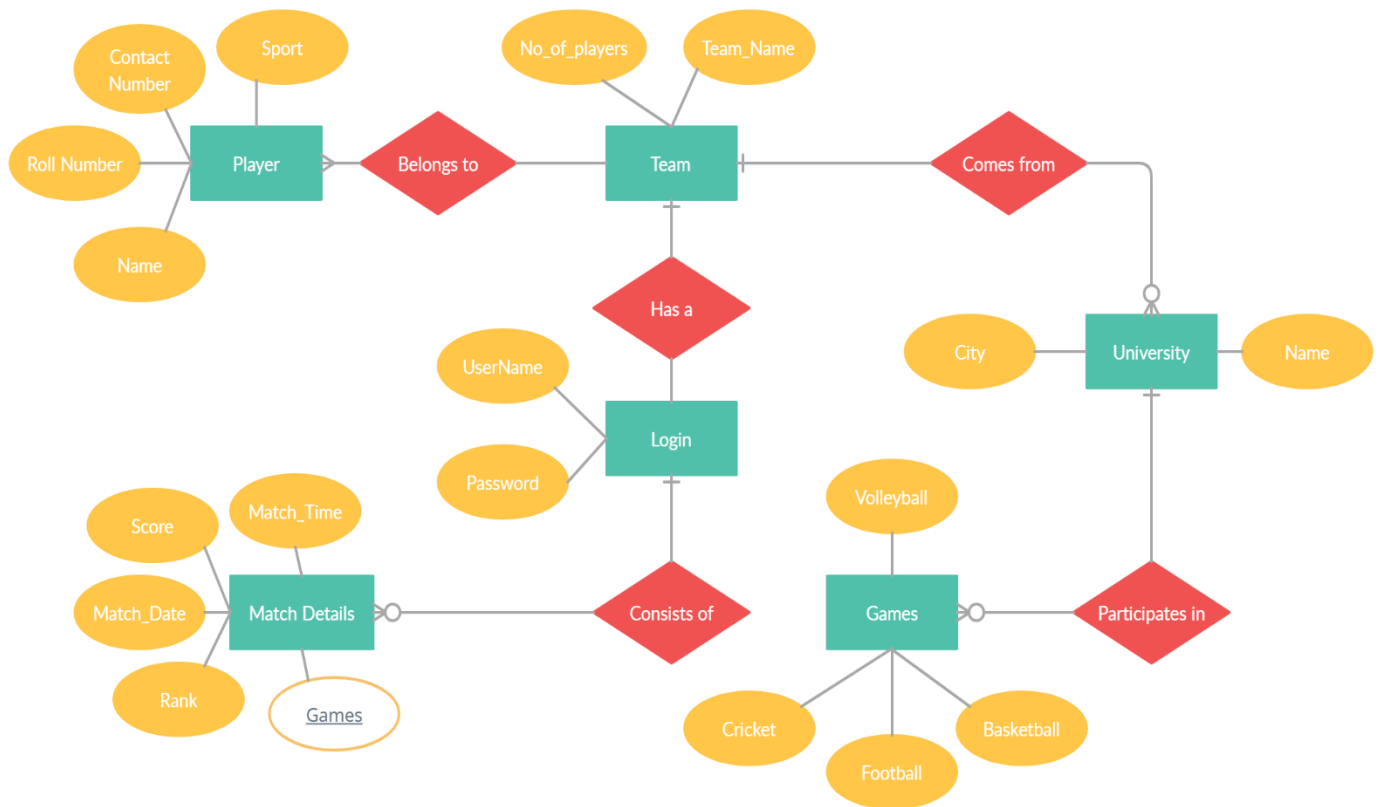 Sport
No_of_players
Team_Name
Contact
Number
Roll Number
Player
Belongs to
Team
Comes from
Name
Has a
City
University
Name
UserName
Login
Password
Volleyball
Match_Time
Score
Match_Date
Match Details
Consists of
Games
Participates in
Rank
Games
Cricket
Football
Basketball